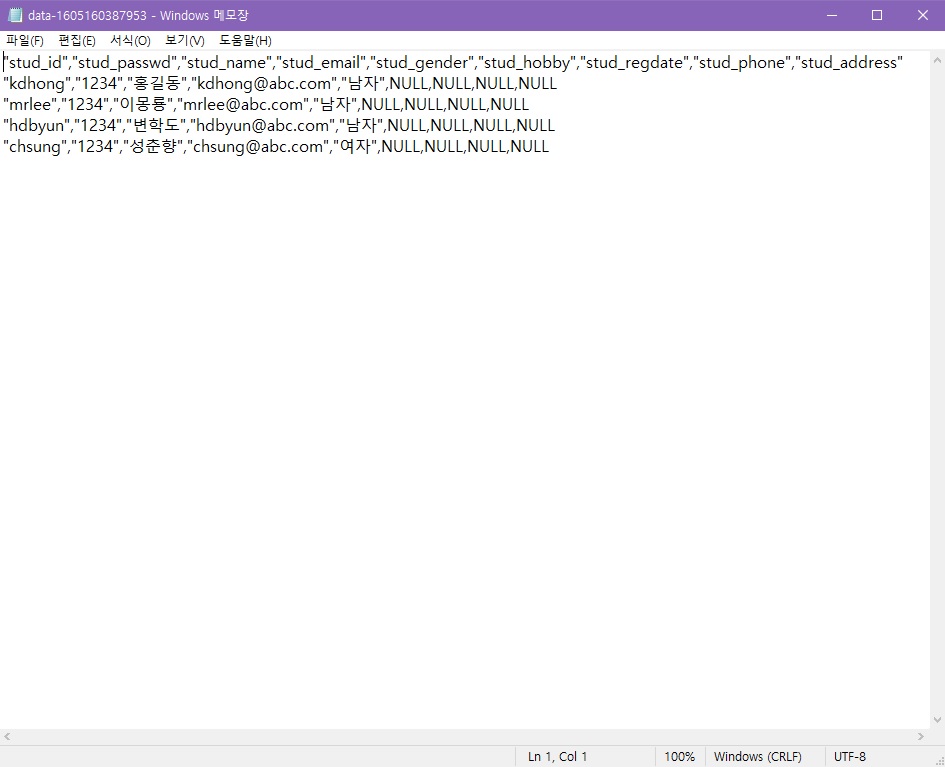 data-1605160387953 - Windows 메모장
파일(F) 편집(E) 서식(O) 보기(V) 도움말(H)
"stud_id","stud_passwd","stud_name","stud_email","stud_gender","stud_hobby","stud_regdate","stud_phone","stud_address"
"kdhong","1234","홍길동","kdhong@abc.com","남자",NULL,NULL,NULL,NULL
"mrlee","1234","이몽룡","mrlee@abc.com","남자",NULL,NULL,NULL,NULL
"hdbyun","1234","변학도","hdbyun@abc.com","남자",NULL,NULL,NULL,NULL
"chsung","1234","성춘향","chsung@abc.com","여자",NULL,NULL,NULL,NULL
Ln 1, Col 1 100% Windows (CRLF) UTF-8